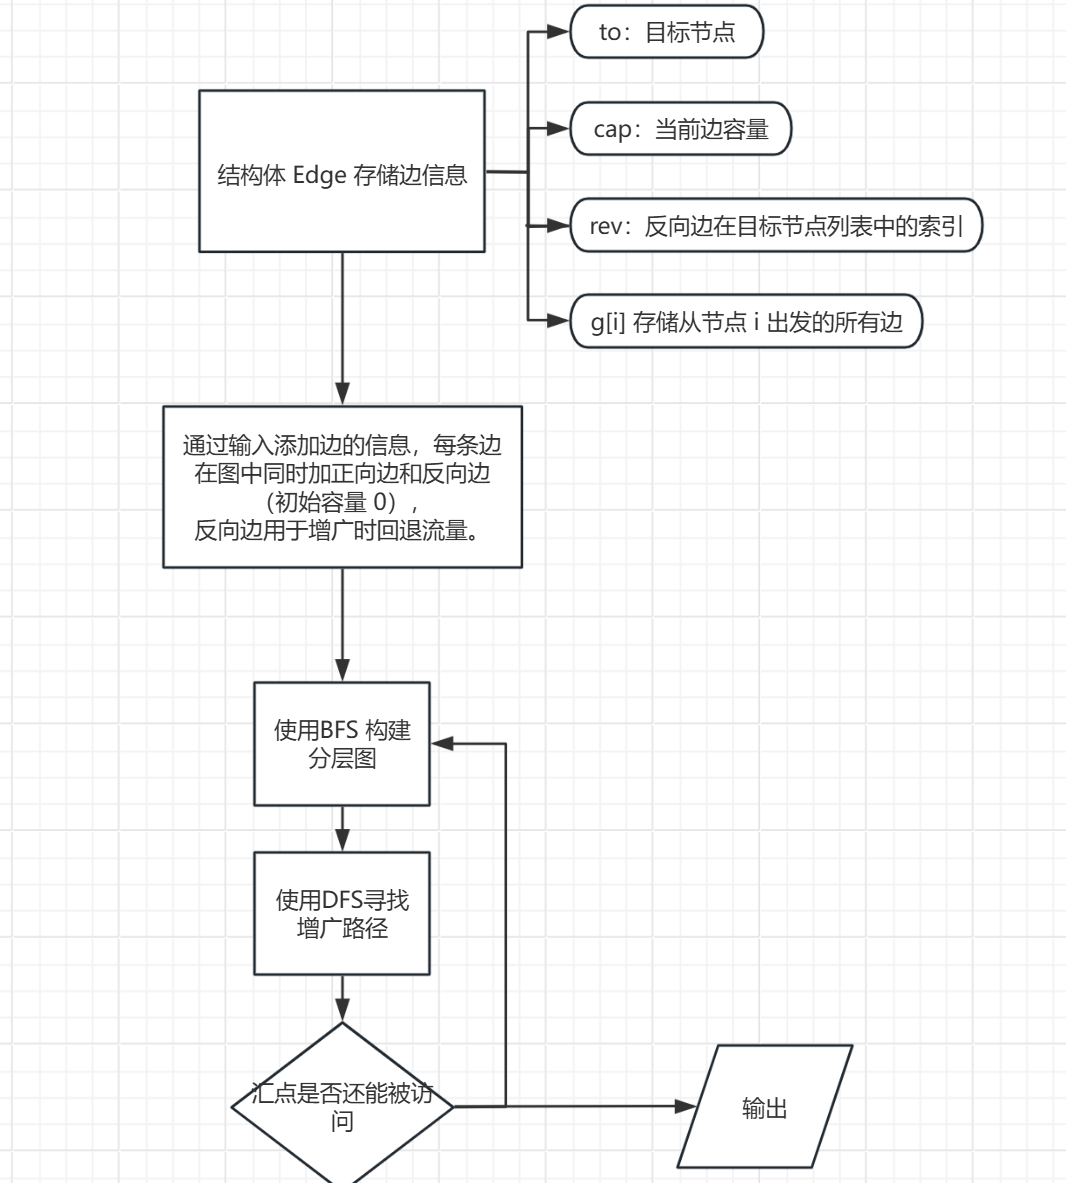 to：目标节点
cap：当前边容量
结构体 Edge 存储边信息
rev：反向边在目标节点列表中的索引
g[i] 存储从节点 i 出发的所有边
通过输入添加边的信息，每条边
在图中同时加正向边和反向边
（初始容量 0），
反向边用于增广时回退流量。
使用BFS 构建
分层图
使用DFS寻找
增广路径
汇点是否还能被访
问
输出